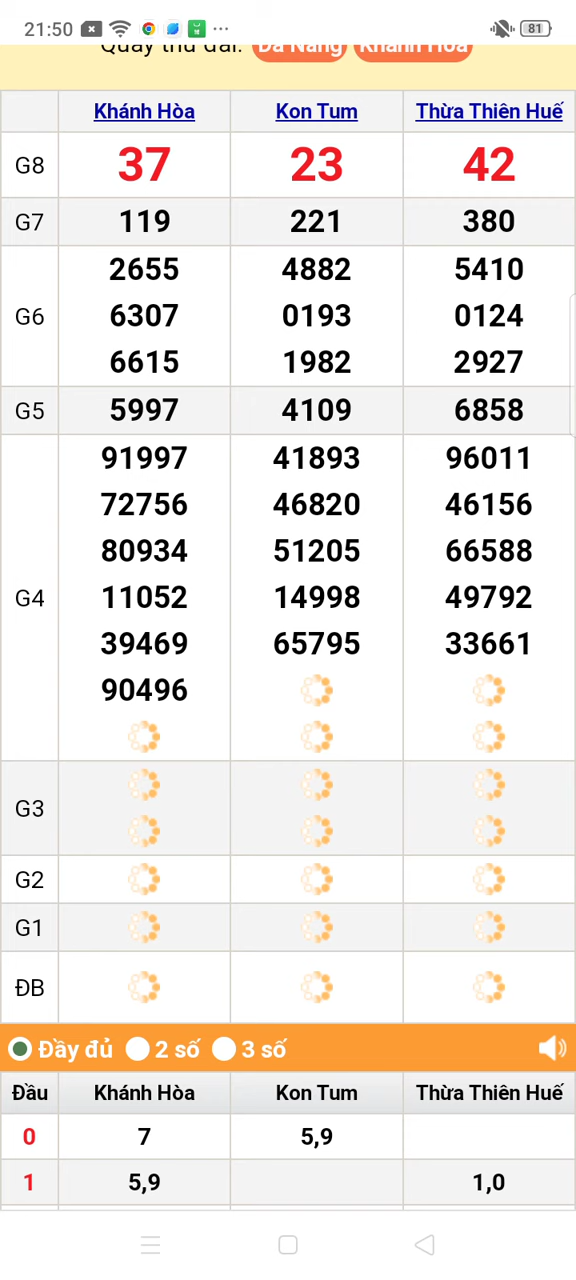 21:50 81
Quay thử đài: Đà Nẵng Khánh Hòa
Khánh Hòa Kon Tum Thừa Thiên Huế
G8 37 23 42
G7 119 221 380
2655 4882 5410
G6 6307 0193 0124
6615 1982 2927
G5 5997 4109 6858
91997 41893 96011
72756 46820 46156
80934 51205 66588
G4 11052 14998 49792
39469 65795 33661
90496
G3
G2
G1
ĐB
Đầy đủ 2 số 3 số
Đầu Khánh Hòa Kon Tum Thừa Thiên Huế
0 7 5,9
1 5,9 1,0